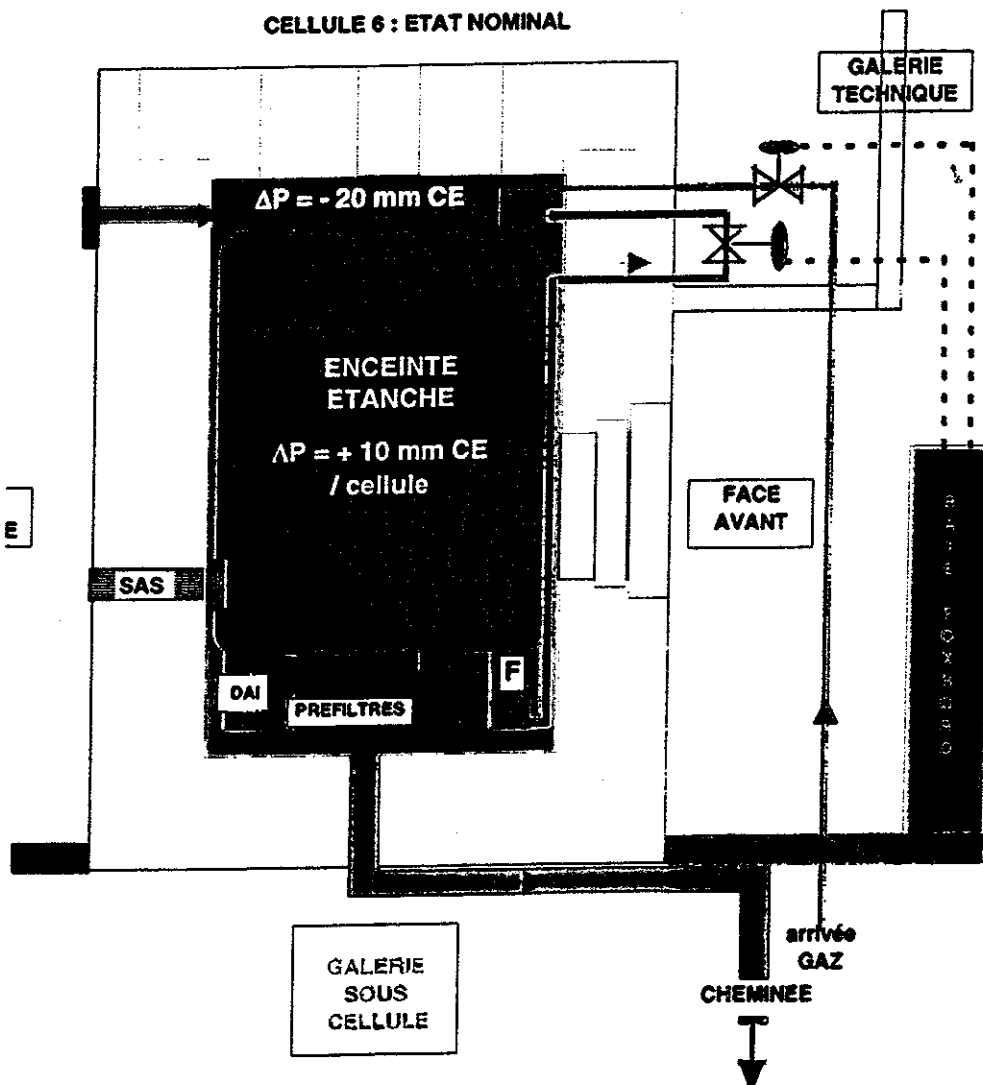 CELLULE 6 : ETAT NOMINAL
GALERIE
TECHNIQUE
ΔP = - 20 mm CE
ENCEINTE
ETANCHE
ΔP = + 10 mm CE
/ cellule
FACE
AVANT
E
SAS
DAI
F
PREFILTRES
arrivée
GAZ
GALERIE
SOUS
CELLULE
CHEMINÉE